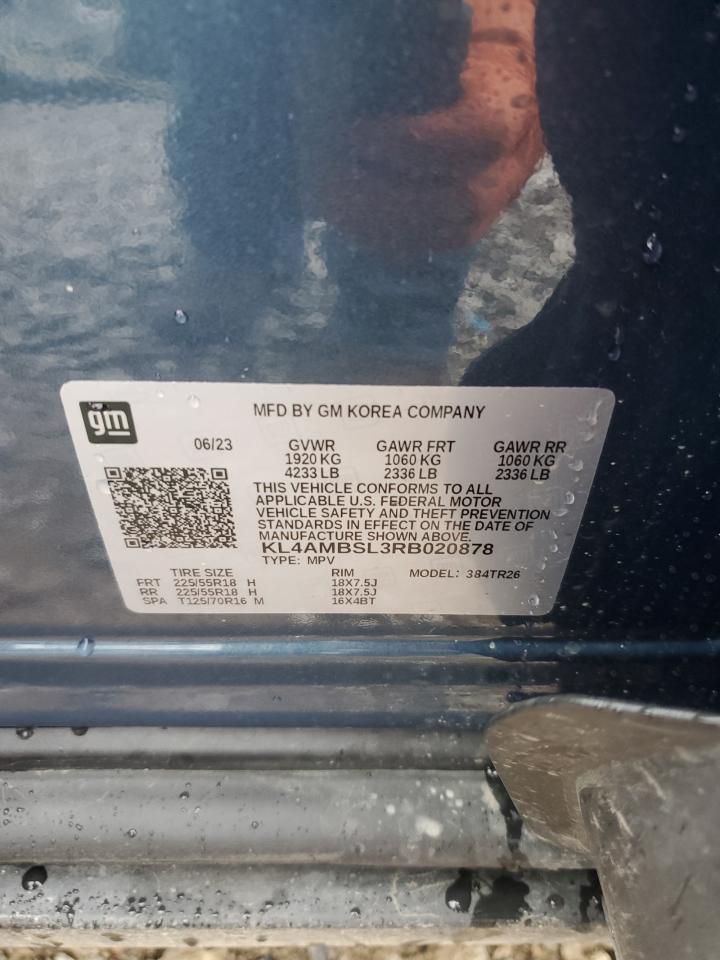 gm
MFD BY GM KOREA COMPANY
06/23 GVWR GAWR FRT GAWR RR
1920 KG 1060 KG 1060 KG
4233 LB 2336 LB 2336 LB
THIS VEHICLE CONFORMS TO ALL
APPLICABLE U.S. FEDERAL MOTOR
VEHICLE SAFETY AND THEFT PREVENTION
STANDARDS IN EFFECT ON THE DATE OF
MANUFACTURE SHOWN ABOVE.
KL4AMBSL3RB020878
TYPE: MPV
TIRE SIZE RIM MODEL: 384TR26
FRT 225/55R18 H 18X7.5J
RR 225/55R18 H 18X7.5J
SPA T125/70R16 M 16X4BT